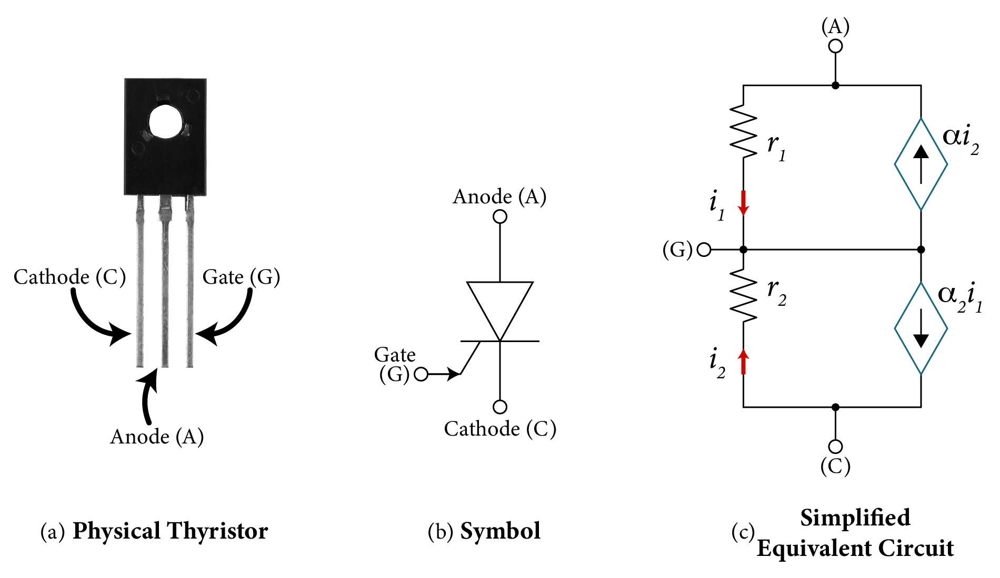 Cathode (C)
Gate (G)
Anode (A)
(a) Physical Thyristor
Anode (A)
Gate
(G)
Cathode (C)
(b) Symbol
(A)
r₁
αi₂
i₁
(G)
r₂
α₂i₁
i₂
(C)
(c) Simplified
Equivalent Circuit